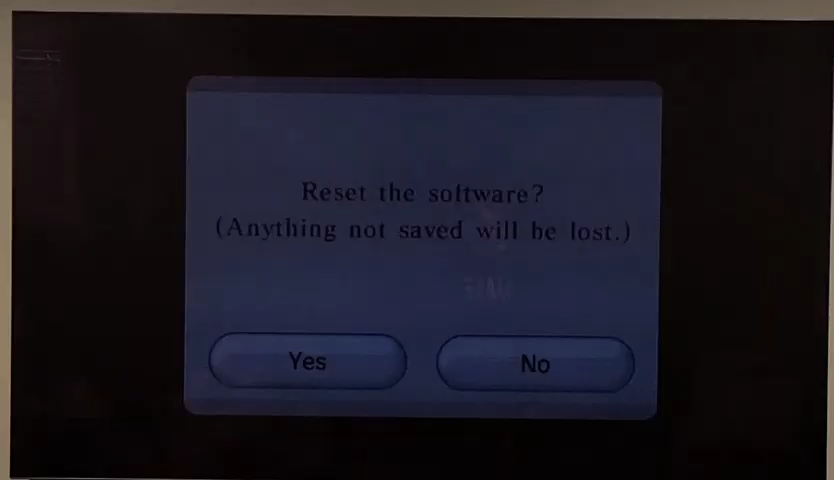 Reset the software?
(Anything not saved will be lost.)
Yes
No